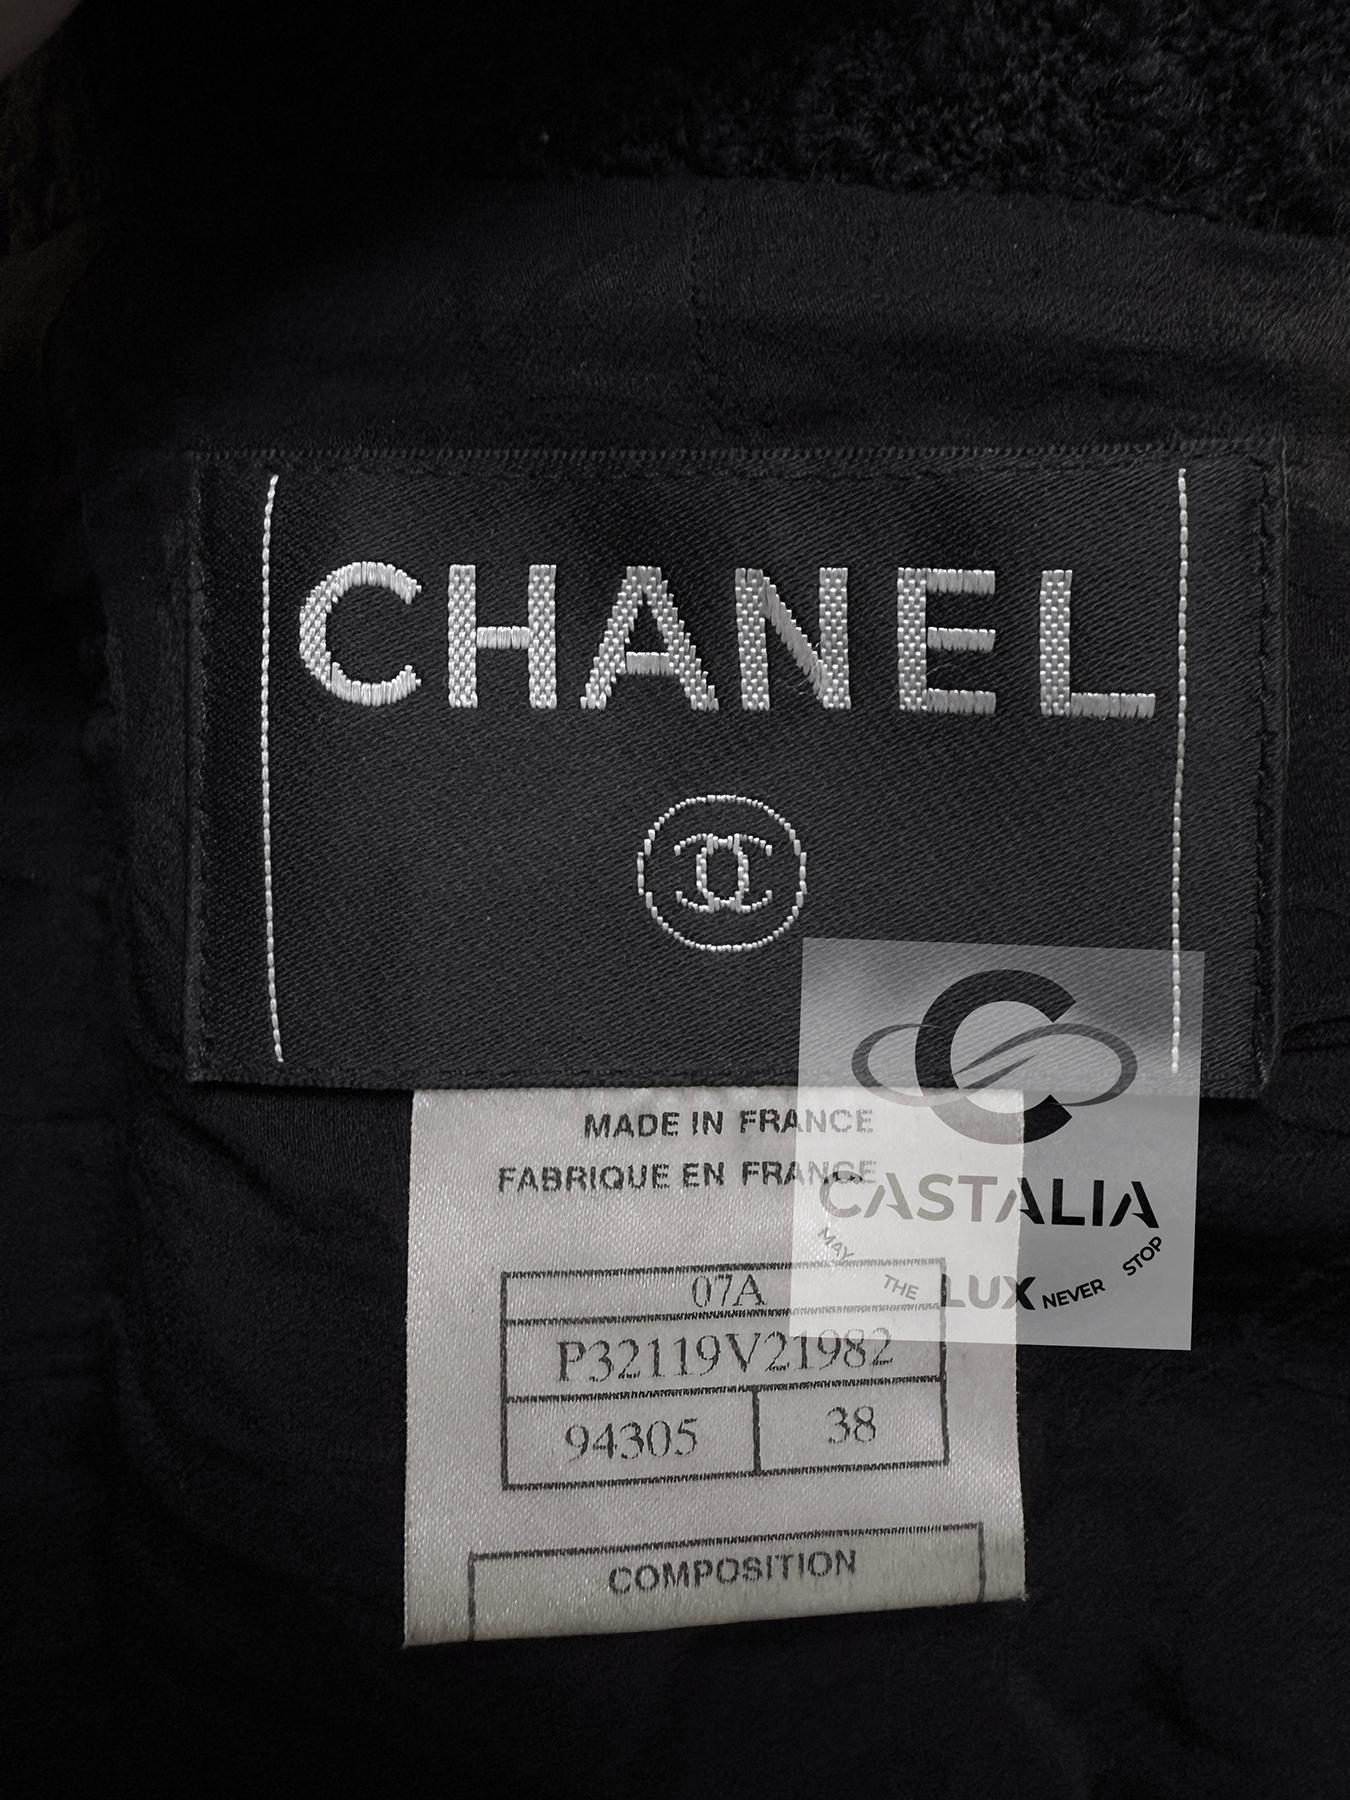 CHANEL
MADE IN FRANCE
FABRIQUE EN FRANCE
CASTALIA
MAY THE LUX NEVER STOP
07A
P32119V21982
94305 38
COMPOSITION